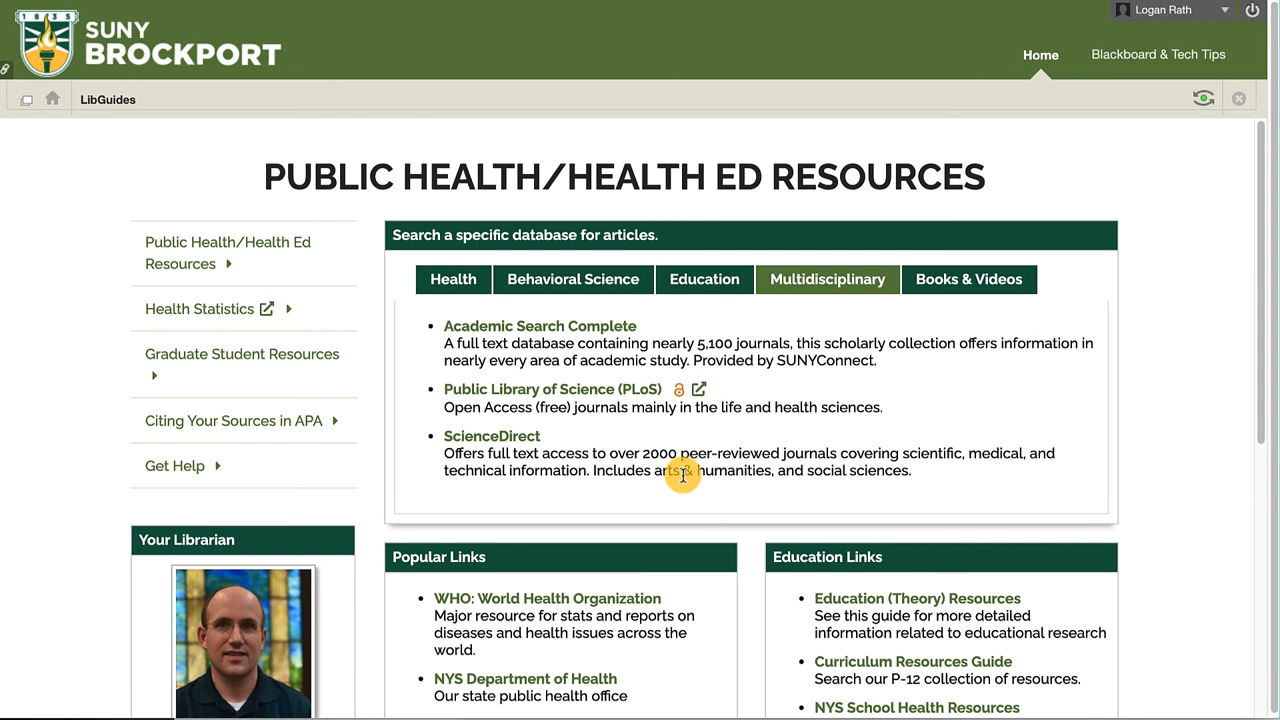 1835
SUNY
BROCKPORT
Logan Rath
Home
Blackboard & Tech Tips
LibGuides
PUBLIC HEALTH/HEALTH ED RESOURCES
Public Health/Health Ed
Resources
Health Statistics
Graduate Student Resources
Citing Your Sources in APA
Get Help
Your Librarian
Search a specific database for articles.
Health
Behavioral Science
Education
Multidisciplinary
Books & Videos
• Academic Search Complete
A full text database containing nearly 5,100 journals, this scholarly collection offers information in
nearly every area of academic study. Provided by SUNYConnect.
• Public Library of Science (PLoS)
Open Access (free) journals mainly in the life and health sciences.
• ScienceDirect
Offers full text access to over 2000 peer-reviewed journals covering scientific, medical, and
technical information. Includes arts & humanities, and social sciences.
Popular Links
• WHO: World Health Organization
Major resource for stats and reports on
diseases and health issues across the
world.
• NYS Department of Health
Our state public health office
Education Links
• Education (Theory) Resources
See this guide for more detailed
information related to educational research
• Curriculum Resources Guide
Search our P-12 collection of resources.
• NYS School Health Resources